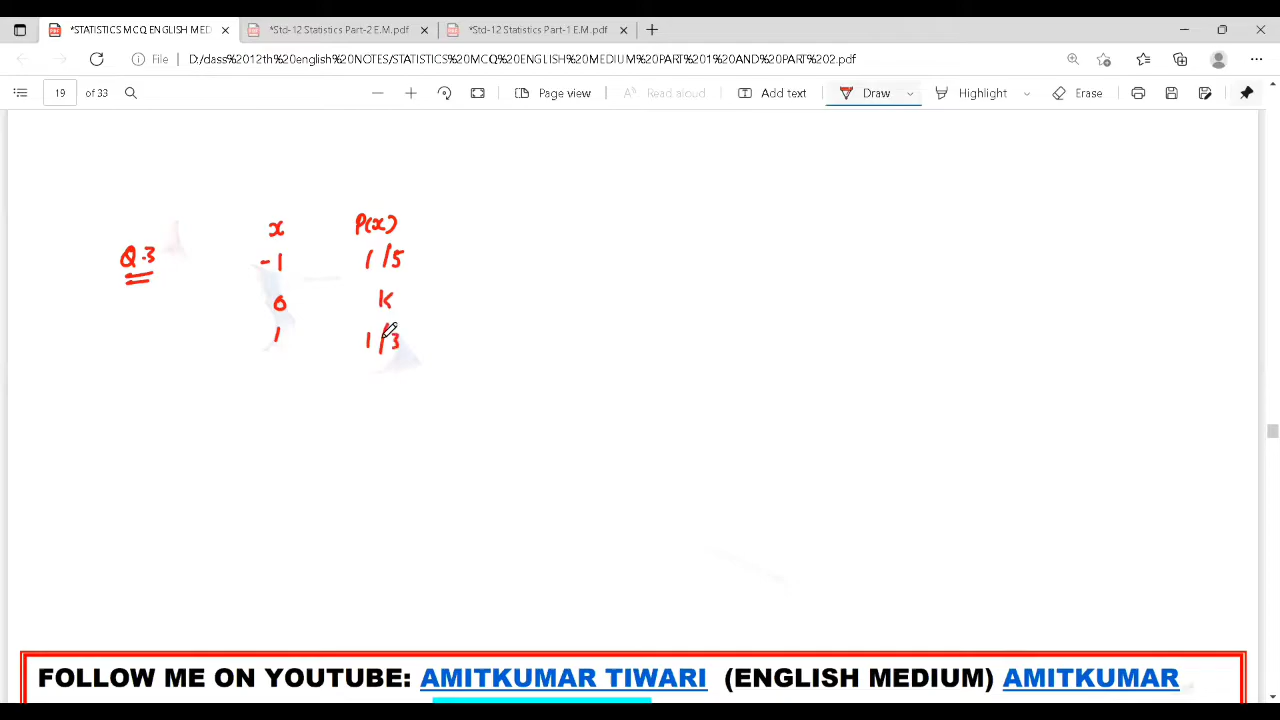 *STATISTICS MCQ ENGLISH MED
*Std-12 Statistics Part-2 E.M.pdf
*Std-12 Statistics Part-1 E.M.pdf
File
D:/class%2012th%20english%20NOTES/STATISTICS%20MCQ%20ENGLISH%20MEDIUM%20PART%201%20AND%20PART%202.pdf
19 of 33
Page view
Read aloud
Add text
Draw
Highlight
Erase
x P(x)
Q.3 -1 1/5
0 K
1 1/3
FOLLOW ME ON YOUTUBE: AMITKUMAR TIWARI (ENGLISH MEDIUM) AMITKUMAR